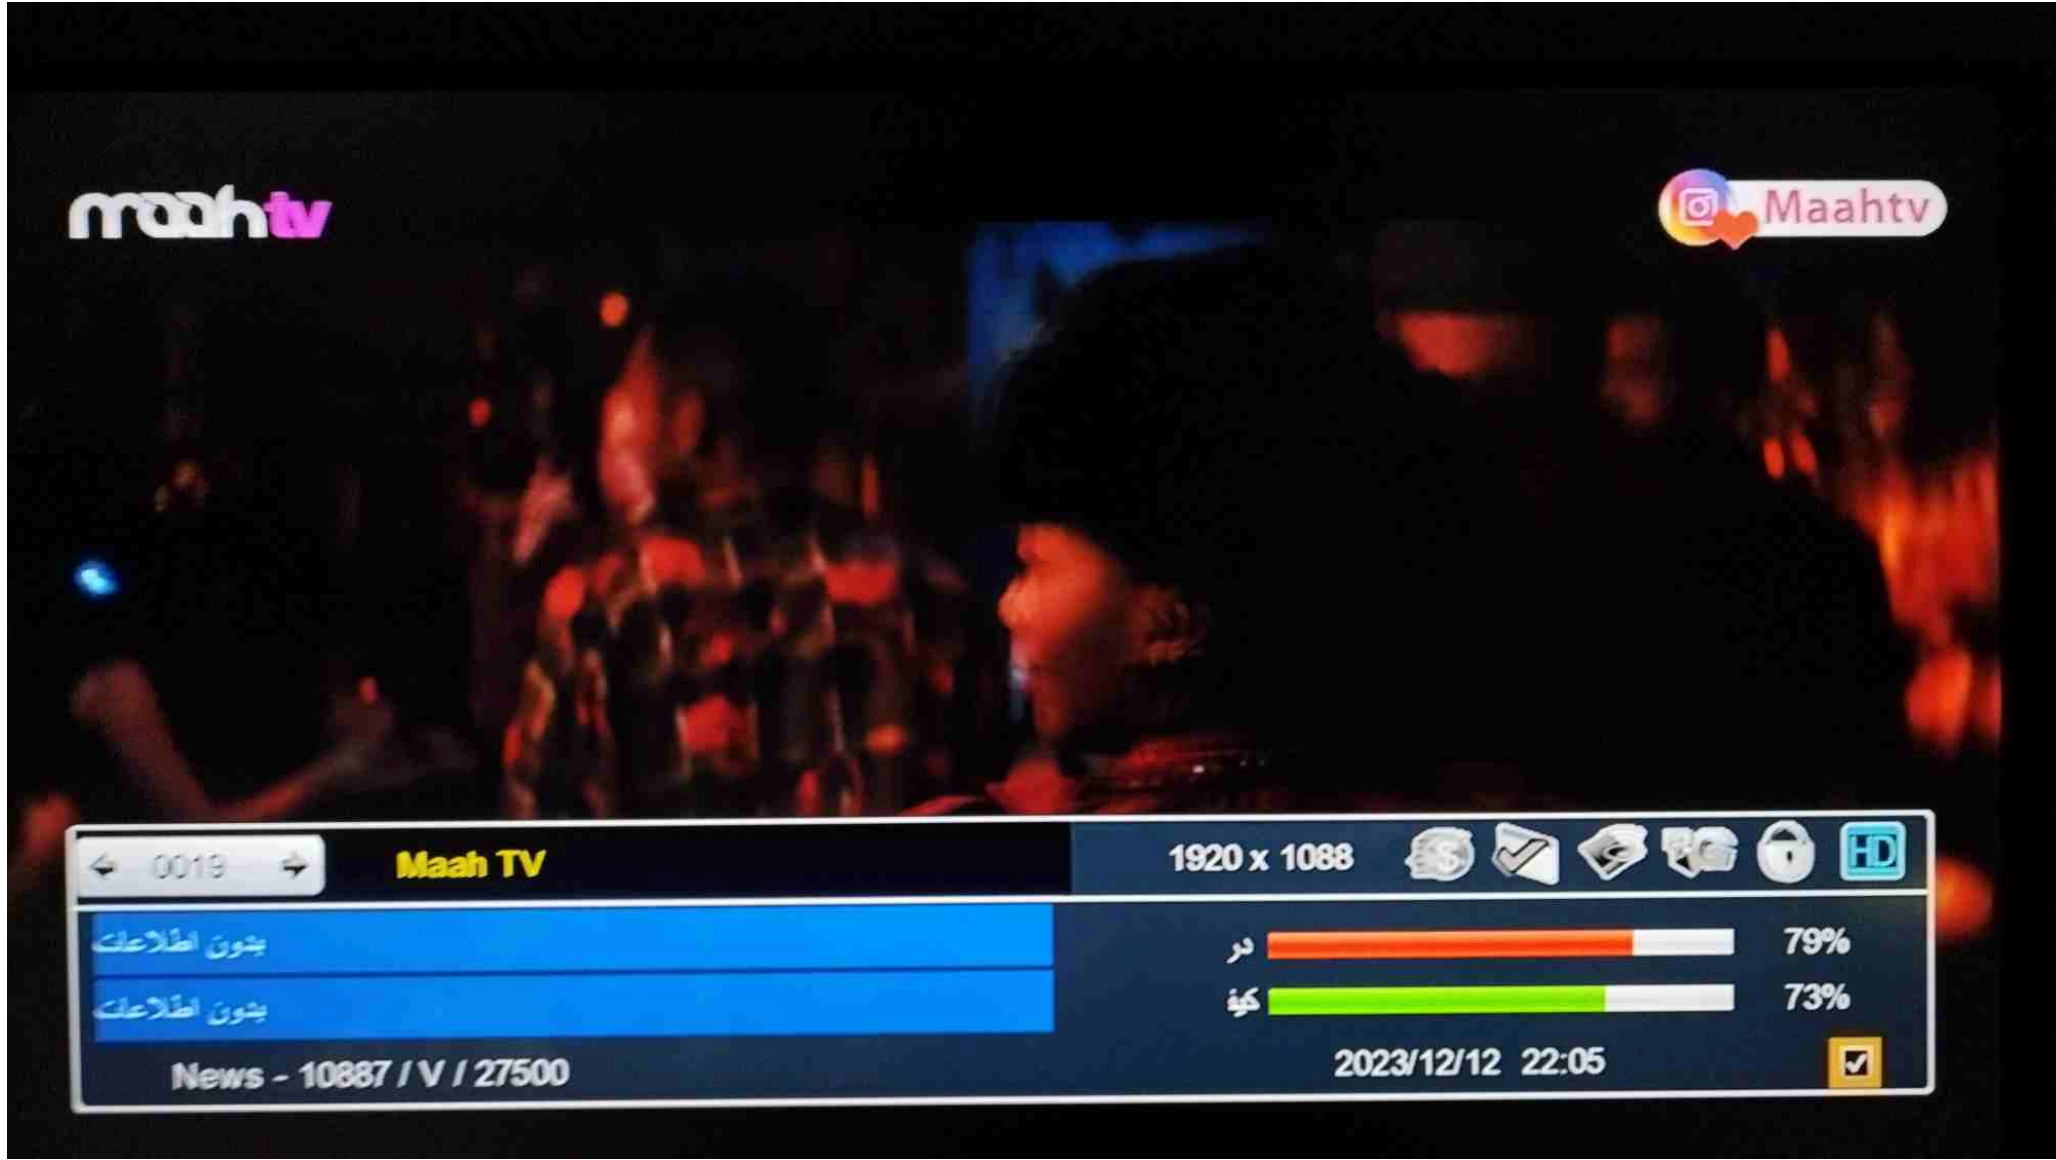 maahtv
Maahtv
0019 Maah TV 1920 x 1088 HD
بدون اطلاعات
در 79%
بدون اطلاعات
کیف 73%
News - 10887 / V / 27500
2023/12/12 22:05